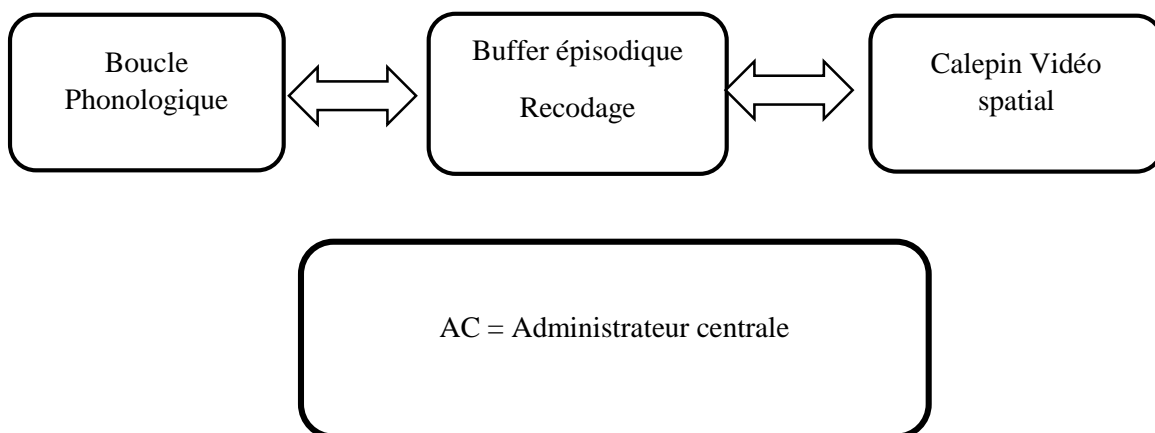 Boucle
Phonologique
Buffer épisodique
Recodage
Calepin Vidéo
spatial
AC = Administrateur centrale